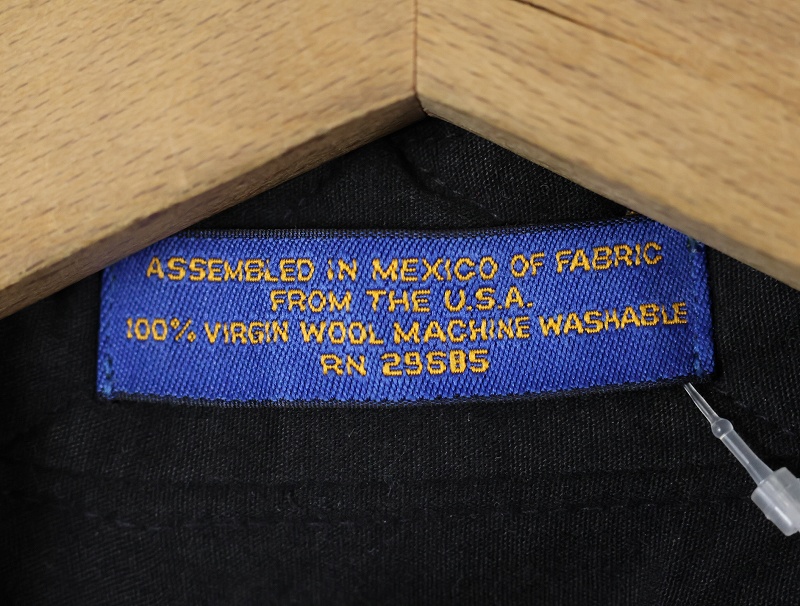 ASSEMBLED IN MEXICO OF FABRIC
FROM THE U.S.A.
100% VIRGIN WOOL MACHINE WASHABLE
RN 29685